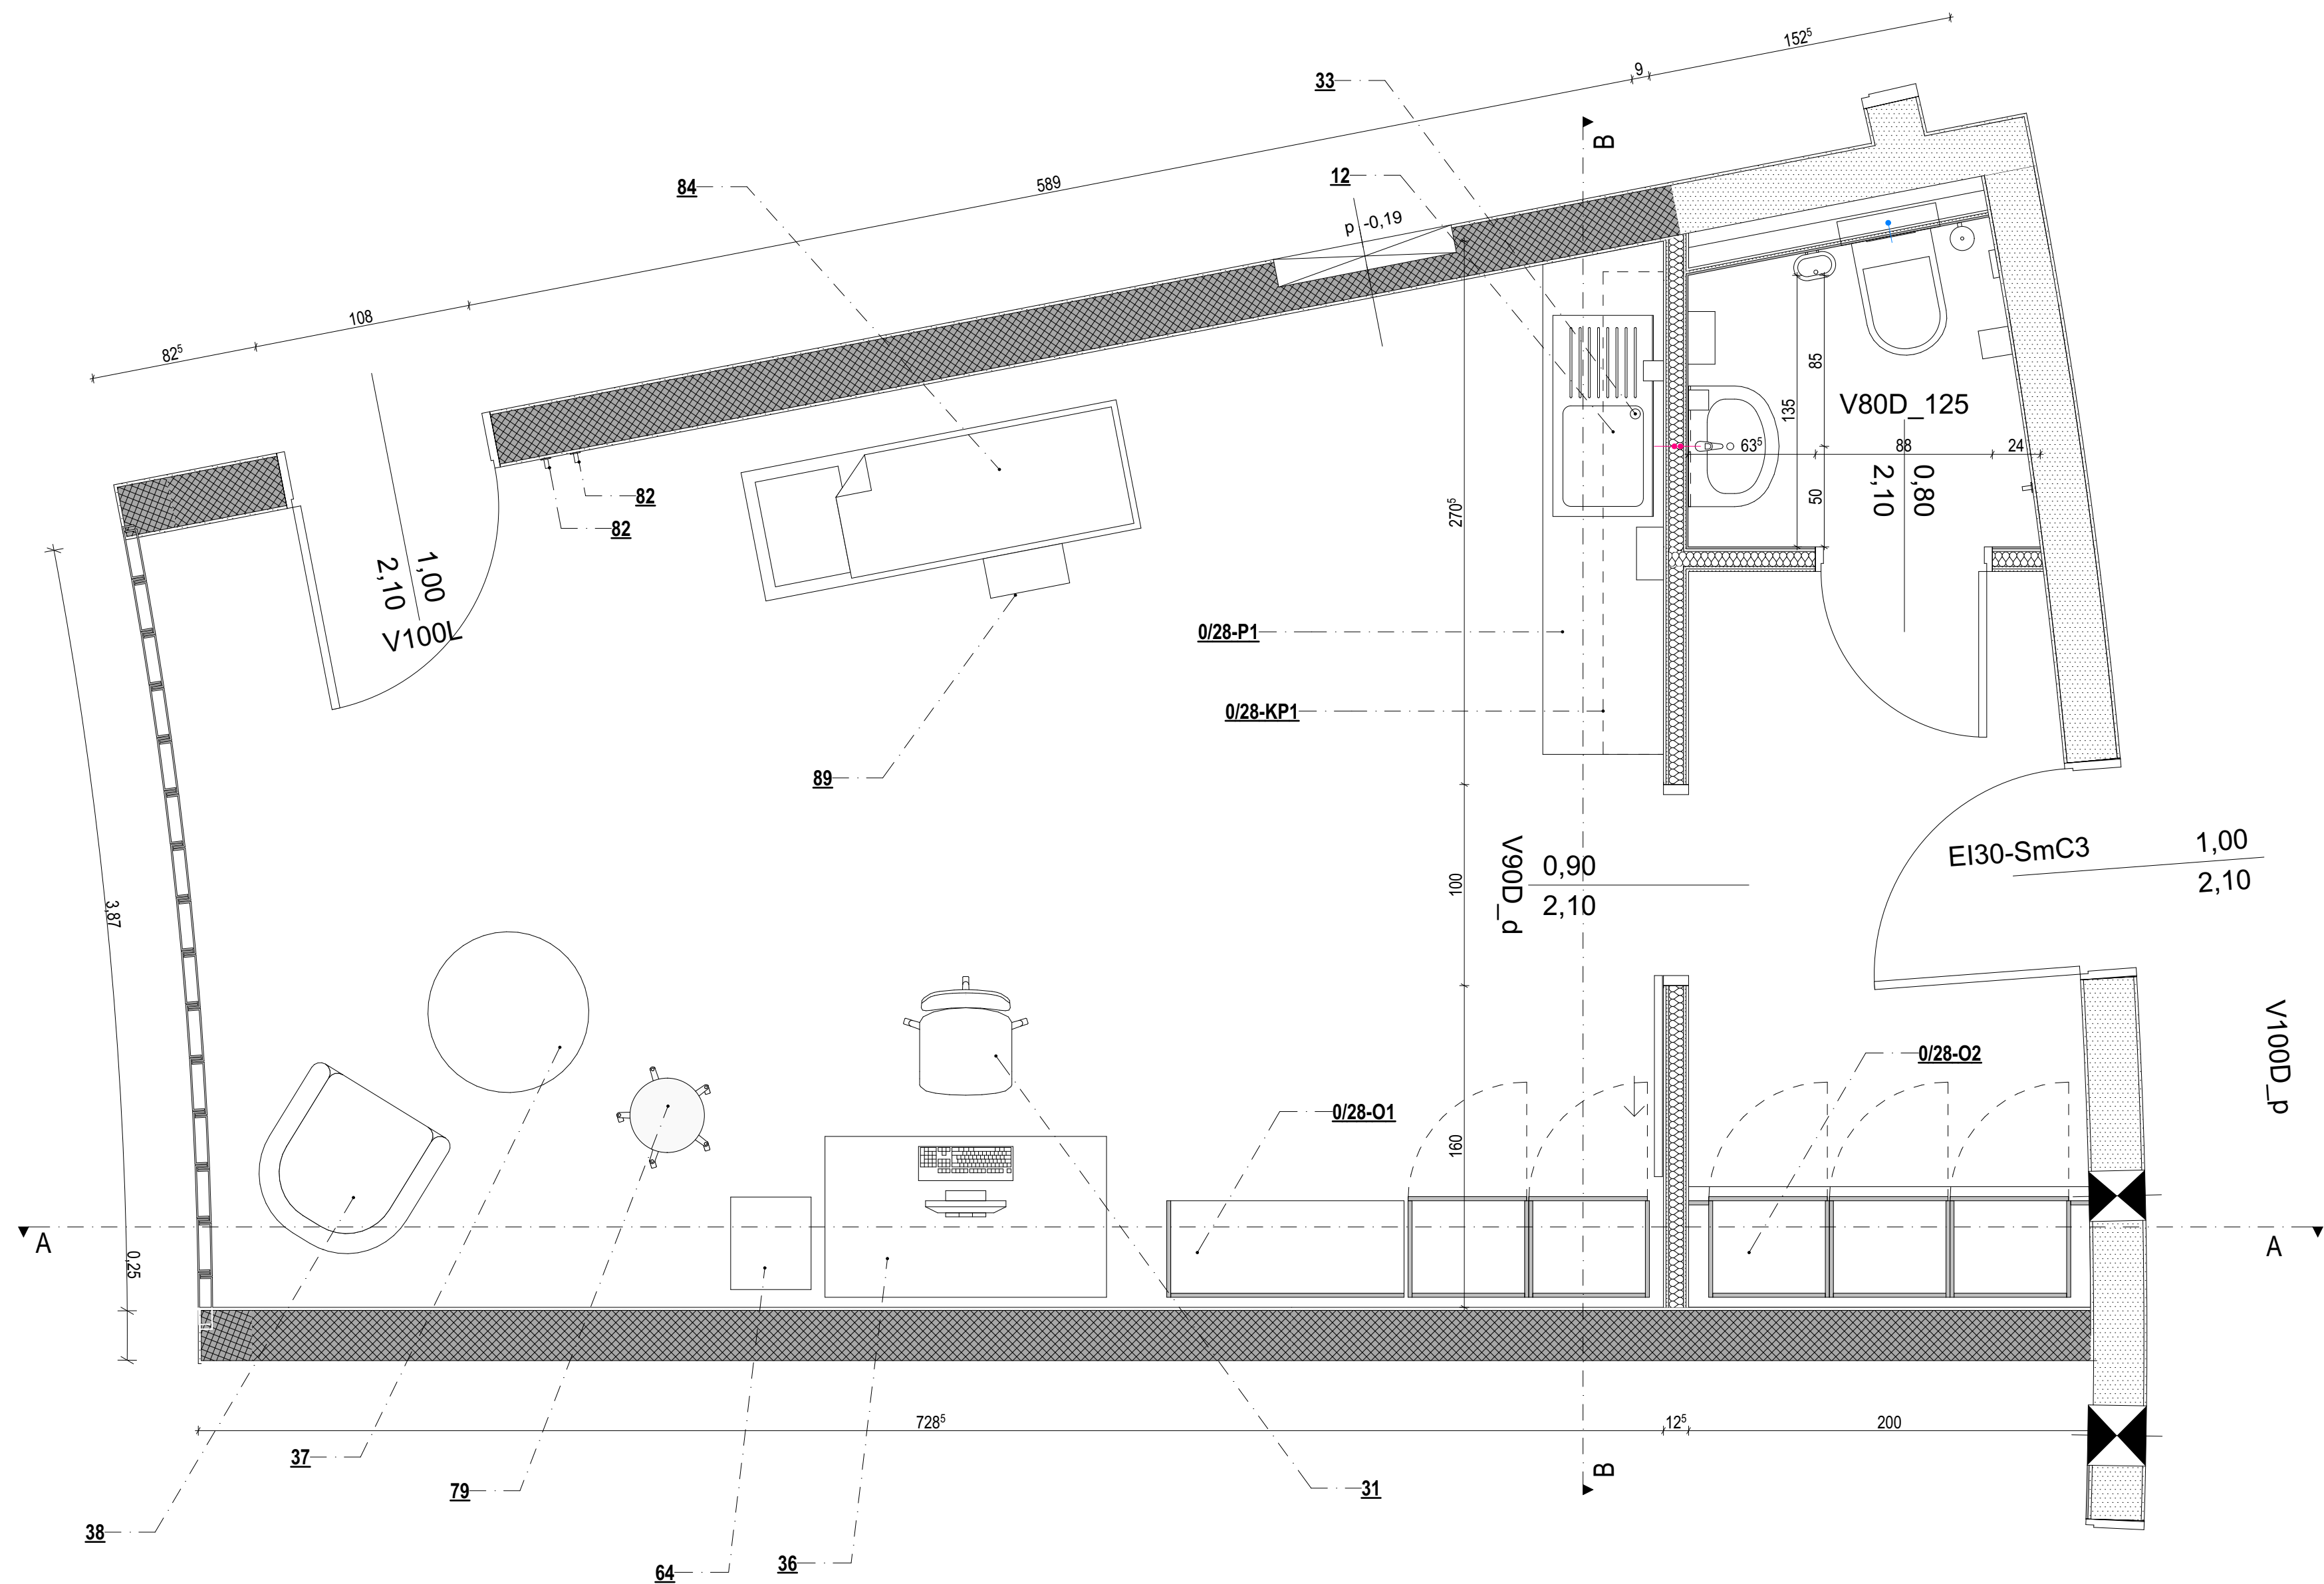 152⁵
9
33
B
12
589
84
p -0,19
108
82⁵
85
V80D_125
135
63⁵
88
24
0,80
2,10
50
82
82
270⁵
1,00
2,10
V100L
0/28-P1
0/28-KP1
89
V90D_d
0,90
2,10
100
EI30-SmC3
1,00
2,10
3,87
V100D_p
0/28-O2
0/28-O1
160
A
A
0,25
728⁵
12⁵
200
37
B
31
79
38
36
64